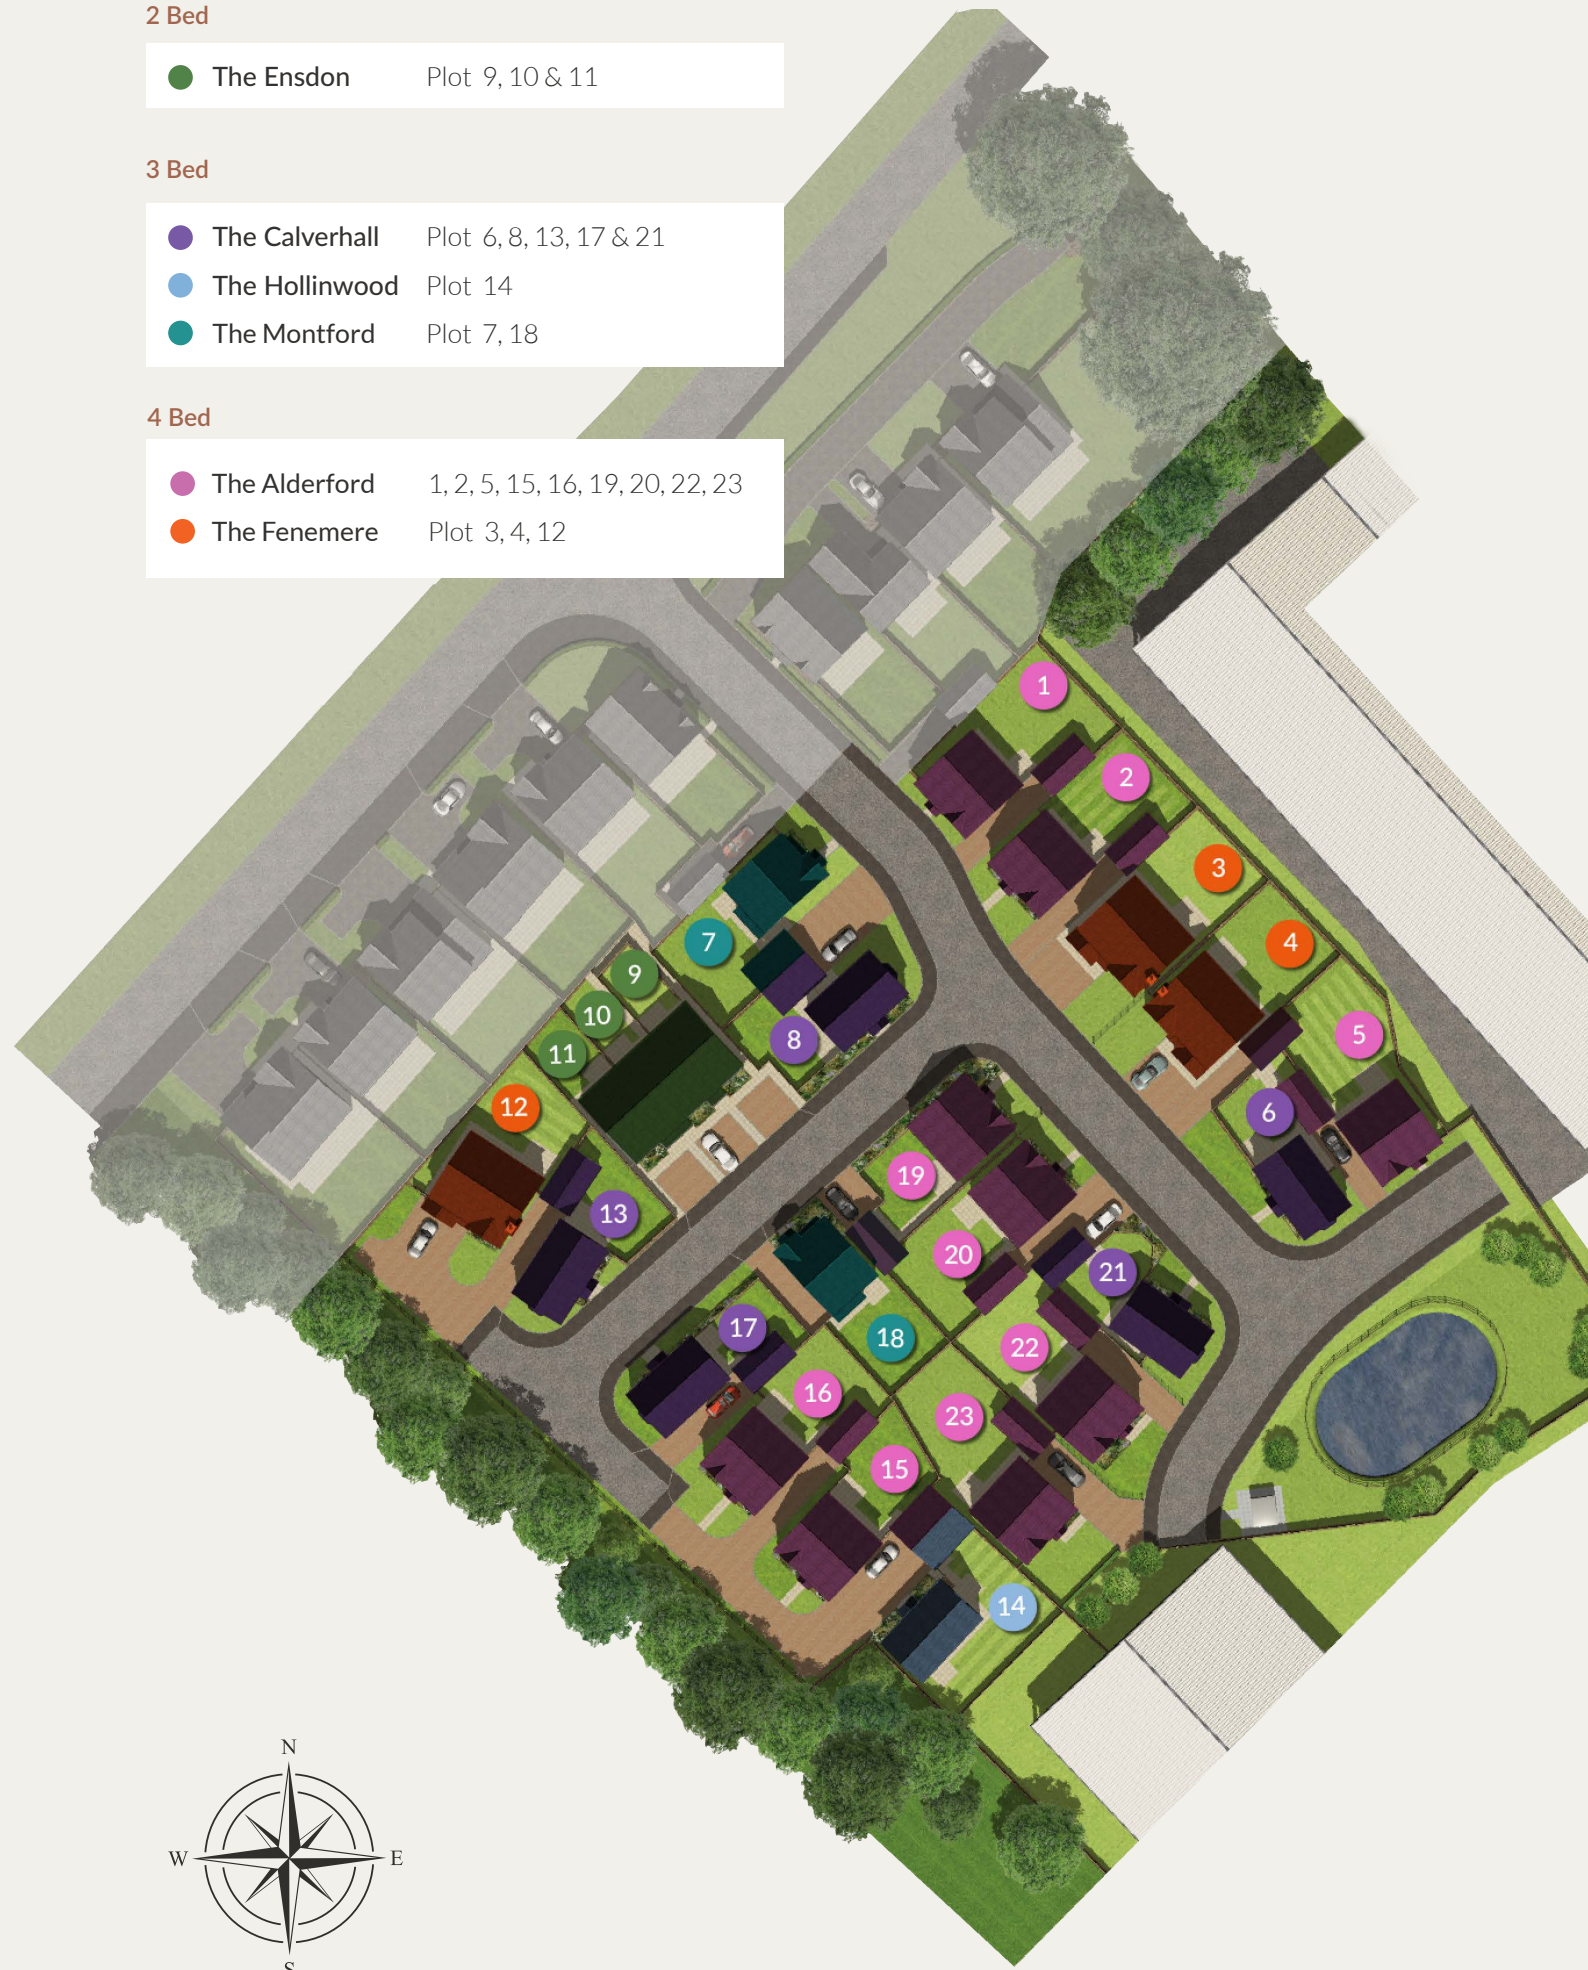 2 Bed
The Ensdon Plot 9, 10 & 11
3 Bed
The Calverhall Plot 6, 8, 13, 17 & 21
The Hollinwood Plot 14
The Montford Plot 7, 18
4 Bed
The Alderford 1, 2, 5, 15, 16, 19, 20, 22, 23
The Fenemere Plot 3, 4, 12
1
2
3
4
7
9
10
5
8
11
12
6
19
13
20
21
17
18
22
16
23
15
14
N
W
E
S